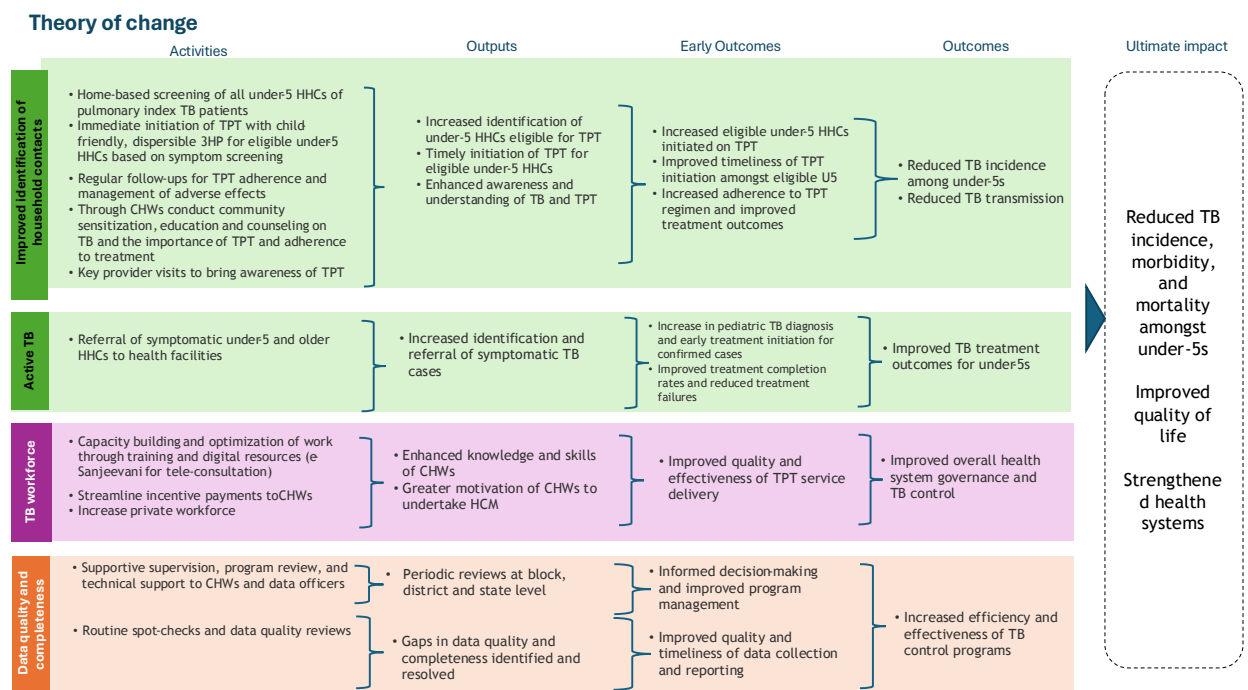 Theory of change
Activities
Outputs
Early Outcomes
Outcomes
Ultimate impact
Improved identification of
household contacts
• Home-based screening of all under-5 HHCs of
pulmonary index TB patients
• Immediate initiation of TPT with child-
friendly, dispersible 3HP for eligible under-5
HHCs based on symptom screening
• Regular follow-ups for TPT adherence and
management of adverse effects
• Through CHWs conduct community
sensitization, education and counseling on
TB and the importance of TPT and adherence
to treatment
• Key provider visits to bring awareness of TPT
• Increased identification of
under-5 HHCs eligible for TPT
• Timely initiation of TPT for
eligible under-5 HHCs
• Enhanced awareness and
understanding of TB and TPT
• Increased eligible under-5 HHCs
initiated on TPT
• Improved timeliness of TPT
initiation amongst eligible U5
• Increased adherence to TPT
regimen and improved
treatment outcomes
• Reduced TB incidence
among under-5s
• Reduced TB transmission
Active TB
• Referral of symptomatic under-5 and older
HHCs to health facilities
• Increased identification and
referral of symptomatic TB
cases
• Increase in pediatric TB diagnosis
and early treatment initiation for
confirmed cases
• Improved treatment completion
rates and reduced treatment
failures
• Improved TB treatment
outcomes for under-5s
TB workforce
• Capacity building and optimization of work
through training and digital resources (e
Sanjeevani for tele-consultation)
• Streamline incentive payments to CHWs
• Increase private workforce
• Enhanced knowledge and skills
of CHWs
• Greater motivation of CHWs to
undertake HCM
• Improved quality and
effectiveness of TPT service
delivery
• Improved overall health
system governance and
TB control
Data quality and
completeness
• Supportive supervision, program review, and
technical support to CHWs and data officers
• Routine spot-checks and data quality reviews
• Periodic reviews at block,
district and state level
• Gaps in data quality and
completeness identified and
resolved
• Informed decision-making
and improved program
management
• Improved quality and
timeliness of data collection
and reporting
• Increased efficiency and
effectiveness of TB
control programs
Reduced TB
incidence,
morbidity,
and
mortality
amongst
under-5s
Improved
quality of
life
Strengthene
d health
systems